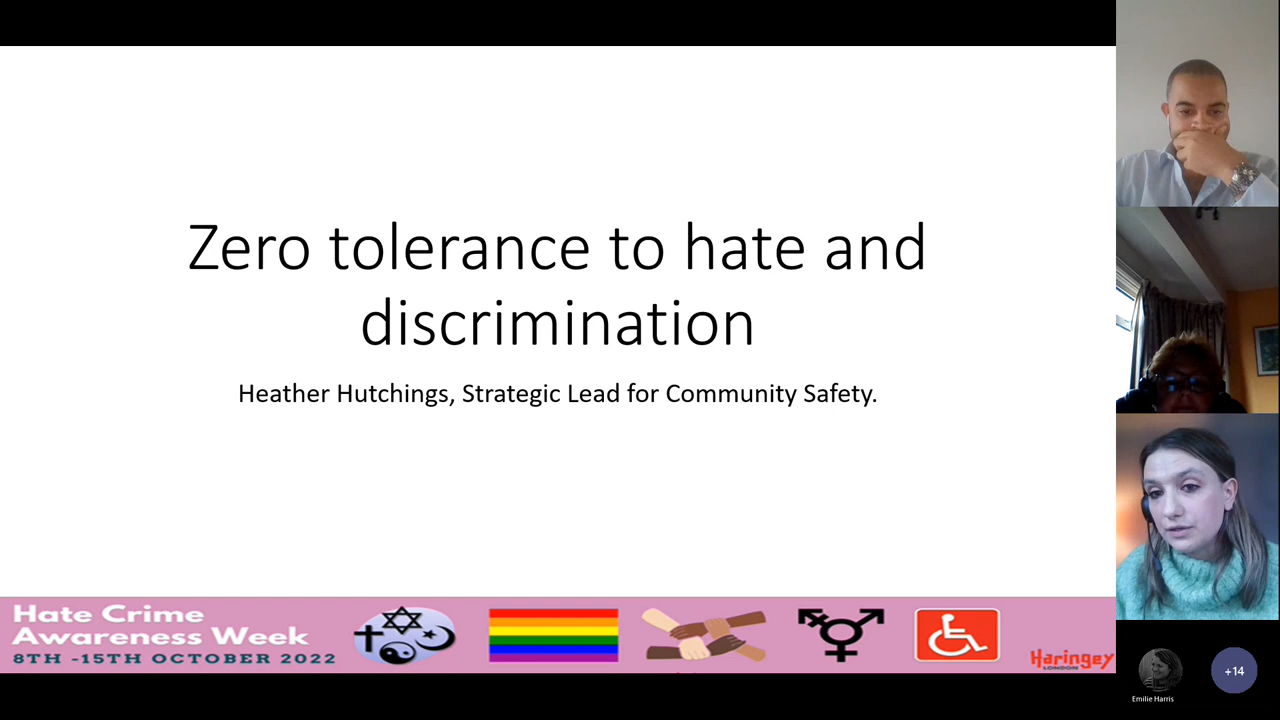 Zero tolerance to hate and
discrimination
Heather Hutchings, Strategic Lead for Community Safety.
Hate Crime
Awareness Week
8TH -15TH OCTOBER 2022
Haringey
LONDON
Emilie Harris
+14